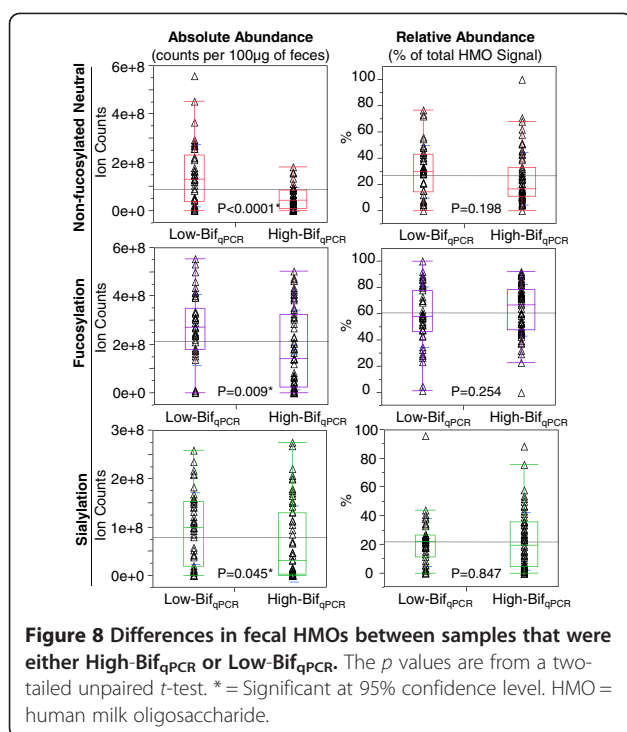 Absolute Abundance
(counts per 100µg of feces)
Relative Abundance
(% of total HMO Signal)
Non-fucosylated Neutral
Ion Counts
6e+8
4e+8
2e+8
0e+0
P<0.0001*
Low-BifqPCR
High-BifqPCR
%
100
80
60
40
20
0
P=0.198
Low-BifqPCR
High-BifqPCR
Fucosylation
Ion Counts
6e+8
4e+8
2e+8
0e+0
P=0.009*
Low-BifqPCR
High-BifqPCR
%
100
80
60
40
20
0
P=0.254
Low-BifqPCR
High-BifqPCR
Sialylation
Ion Counts
3e+8
2e+8
1e+8
0e+0
P=0.045*
Low-BifqPCR
High-BifqPCR
%
100
80
60
40
20
0
P=0.847
Low-BifqPCR
High-BifqPCR
Figure 8 Differences in fecal HMOs between samples that were
either High-BifqPCR or Low-BifqPCR. The p values are from a two-
tailed unpaired t-test. * = Significant at 95% confidence level. HMO =
human milk oligosaccharide.